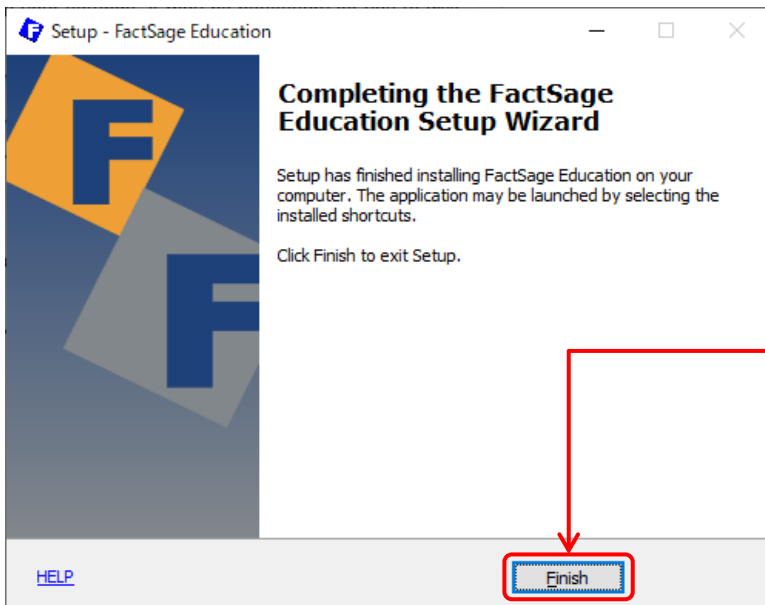 Setup - FactSage Education
Completing the FactSage
Education Setup Wizard
Setup has finished installing FactSage Education on your
computer. The application may be launched by selecting the
installed shortcuts.
Click Finish to exit Setup.
F
F
HELP
Finish